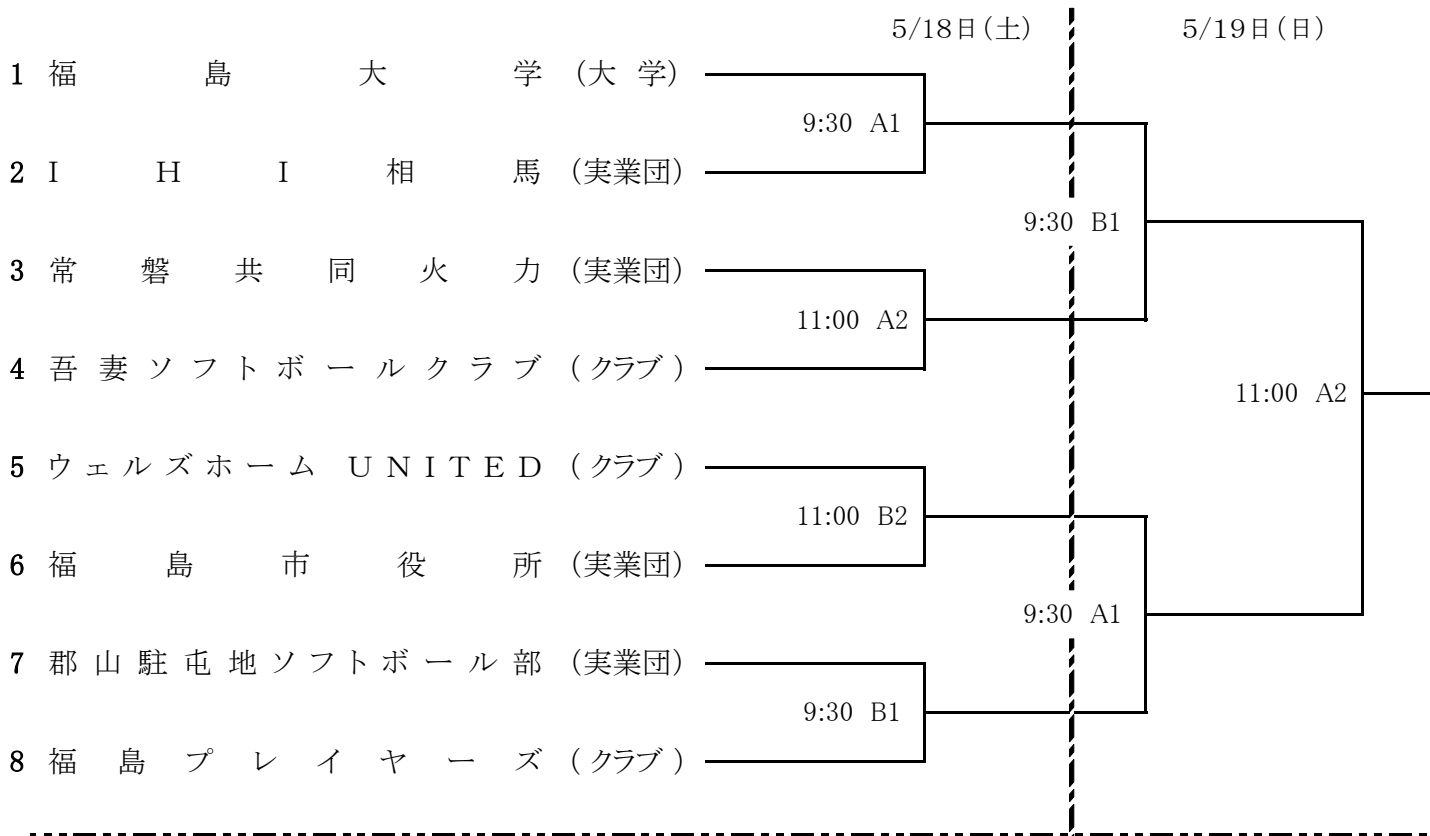 5/18日(土) 5/19日(日)
1 福島大学 (大学)
9:30 A1
2 ＩＨＩ相馬 (実業団)
9:30 B1
3 常磐共同火力 (実業団)
11:00 A2
4 吾妻ソフトボールクラブ (クラブ)
11:00 A2
5 ウェルズホーム ＵＮＩＴＥＤ (クラブ)
11:00 B2
6 福島市役所 (実業団)
9:30 A1
7 郡山駐屯地ソフトボール部 (実業団)
9:30 B1
8 福島プレイヤーズ (クラブ)